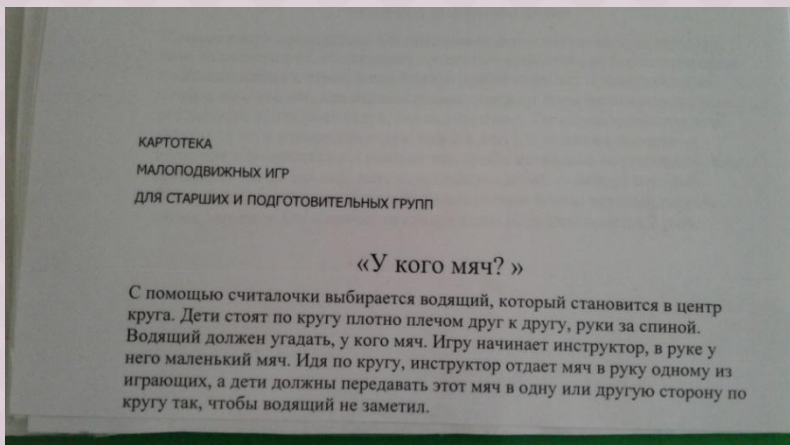 КАРТОТЕКА
МАЛОПОДВИЖНЫХ ИГР
ДЛЯ СТАРШИХ И ПОДГОТОВИТЕЛЬНЫХ ГРУПП
«У кого мяч? »
С помощью считалочки выбирается водящий, который становится в центр
круга. Дети стоят по кругу плотно плечом друг к другу, руки за спиной.
Водящий должен угадать, у кого мяч. Игру начинает инструктор, в руке у
него маленький мяч. Идя по кругу, инструктор отдает мяч в руку одному из
играющих, а дети должны передавать этот мяч в одну или другую сторону по
кругу так, чтобы водящий не заметил.